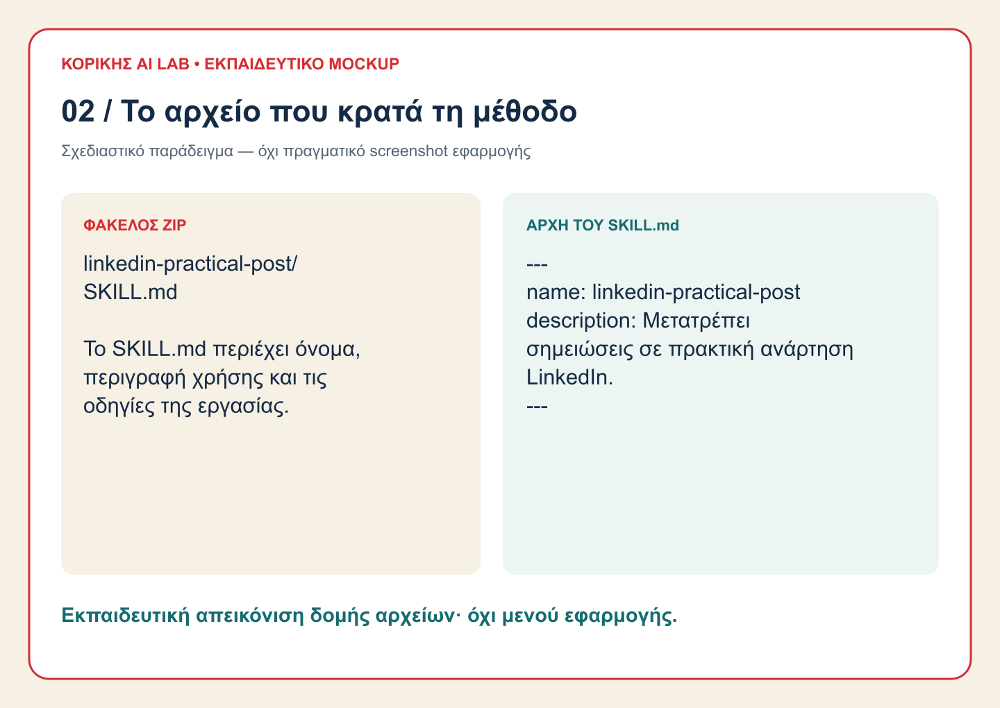 ΚΟΡΙΚΗΣ AI LAB • ΕΚΠΑΙΔΕΥΤΙΚΟ MOCKUP
02 / Το αρχείο που κρατά τη μέθοδο
Σχεδιαστικό παράδειγμα — όχι πραγματικό screenshot εφαρμογής
ΦΑΚΕΛΟΣ ZIP
linkedin-practical-post/
SKILL.md
Το SKILL.md περιέχει όνομα,
περιγραφή χρήσης και τις
οδηγίες της εργασίας.
ΑΡΧΗ ΤΟΥ SKILL.md
---
name: linkedin-practical-post
description: Μετατρέπει
σημειώσεις σε πρακτική ανάρτηση
LinkedIn.
---
Εκπαιδευτική απεικόνιση δομής αρχείων· όχι μενού εφαρμογής.